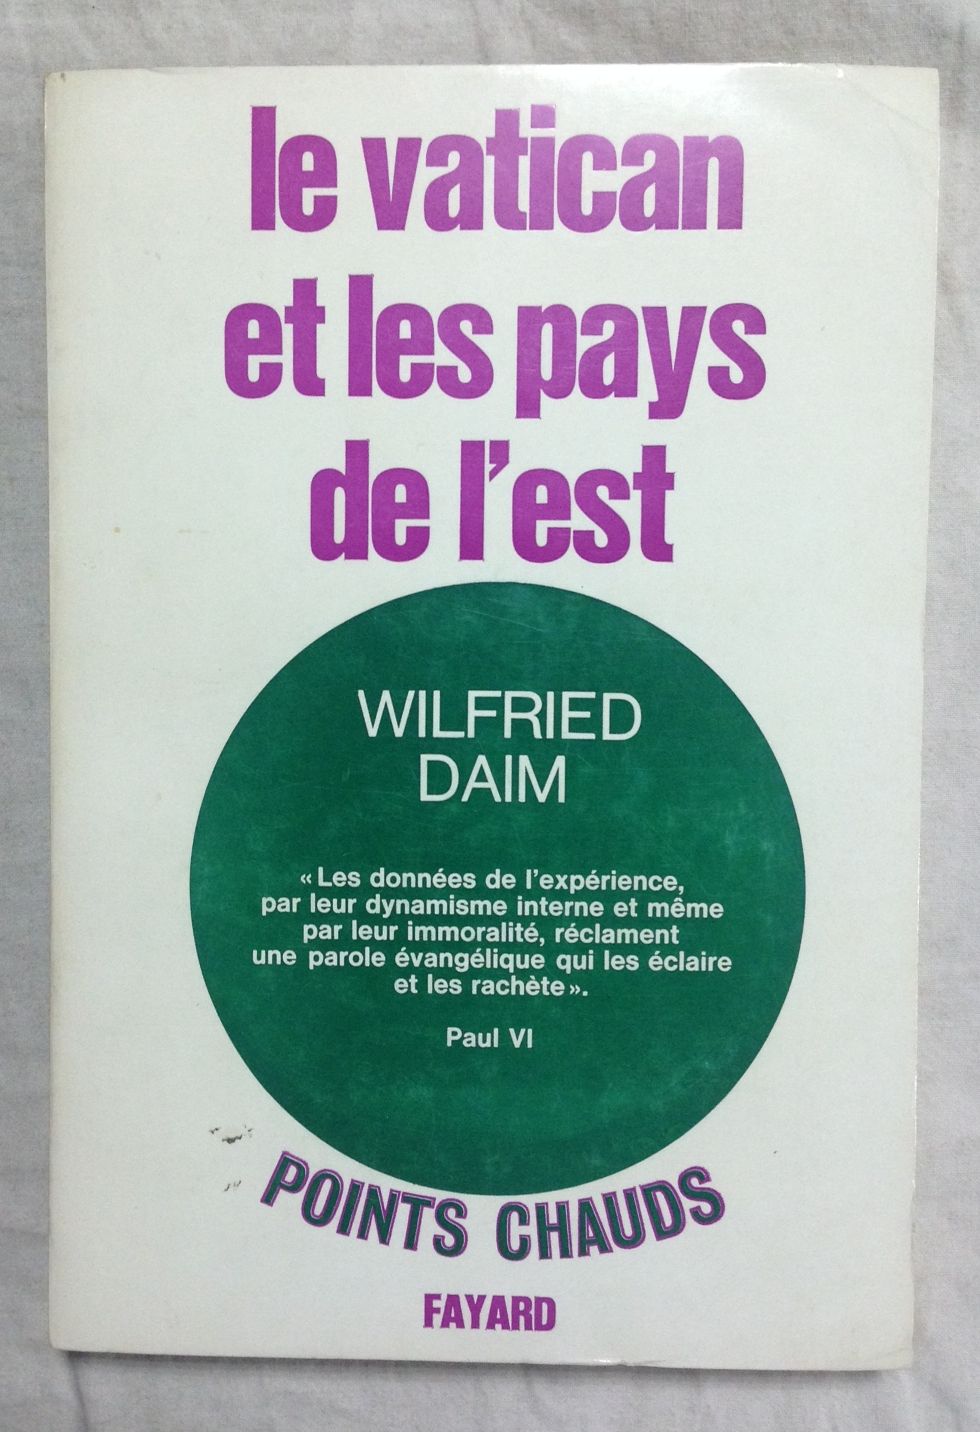 le vatican
et les pays
de l'est
WILFRIED
DAIM
« Les données de l'expérience,
par leur dynamisme interne et même
par leur immoralité, réclament
une parole évangélique qui les éclaire
et les rachète ».
Paul VI
POINTS CHAUDS
FAYARD